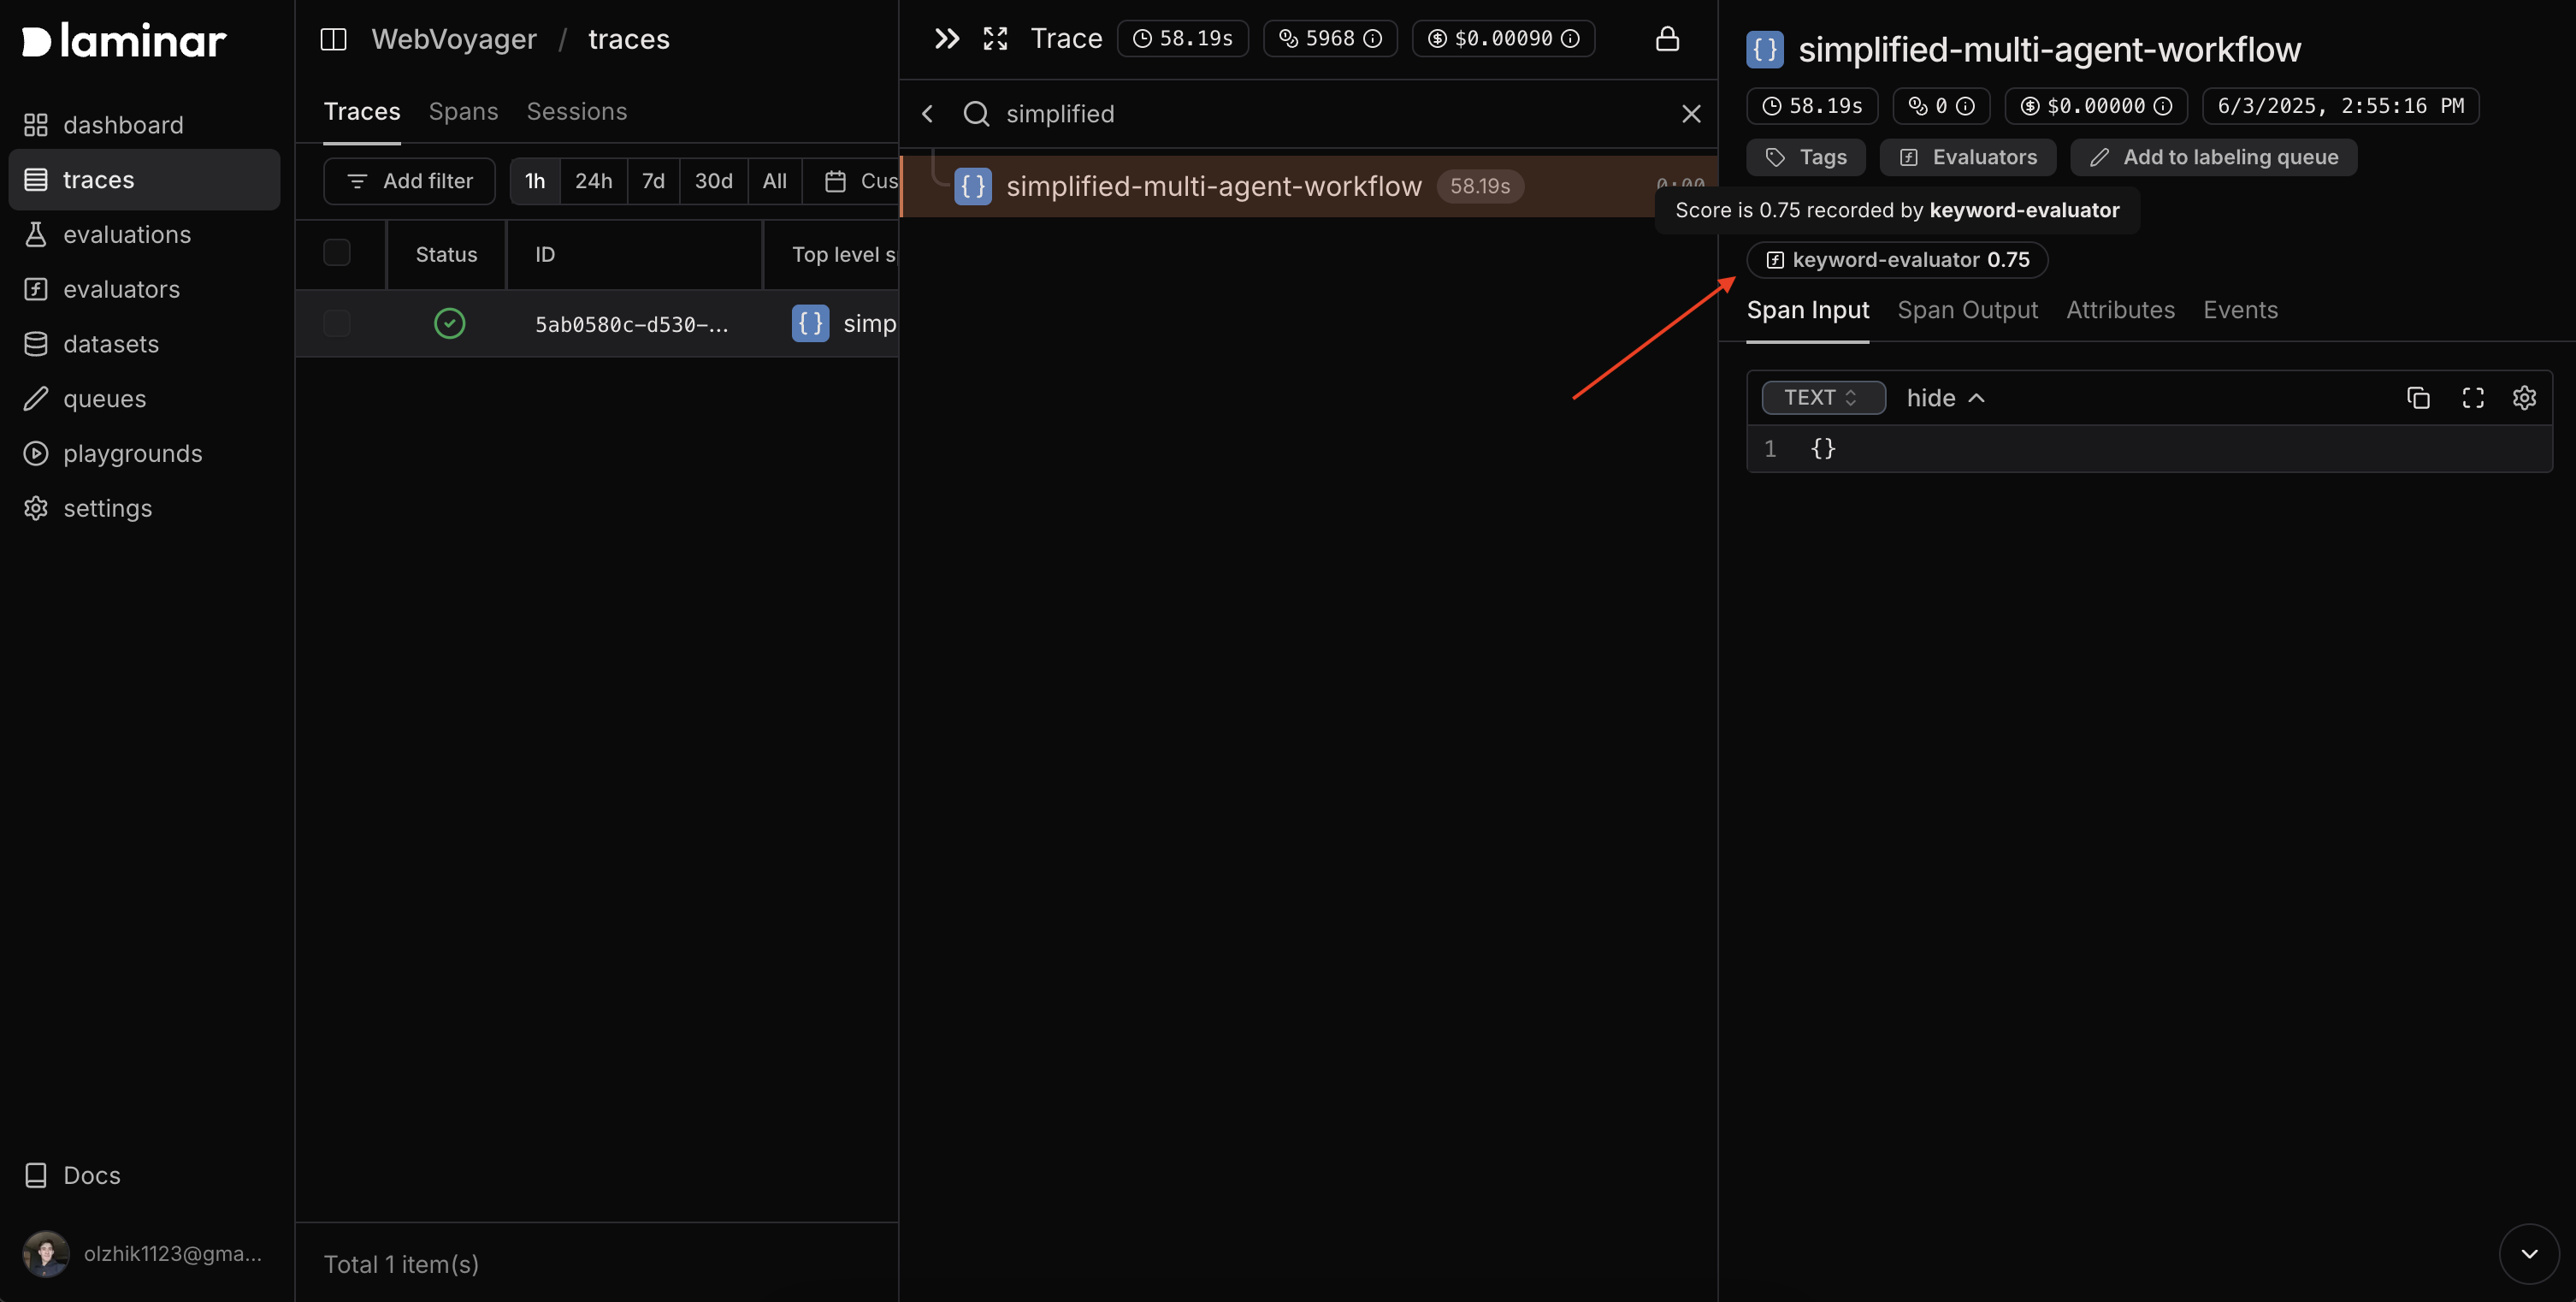 laminar
dashboard
traces
evaluations
evaluators
datasets
queues
playgrounds
settings
Docs
olzhik1123@gma...
WebVoyager / traces
Traces Spans Sessions
Add filter 1h 24h 7d 30d All Cus
Status ID Top level s
5ab0580c-d530-... simp
Total 1 item(s)
Trace 58.19s 5968 $0.00090
simplified
{} simplified-multi-agent-workflow 58.19s 0:00
{} simplified-multi-agent-workflow
58.19s 0 $0.00000 6/3/2025, 2:55:16 PM
Tags Evaluators Add to labeling queue
Score is 0.75 recorded by keyword-evaluator
keyword-evaluator 0.75
Span Input Span Output Attributes Events
TEXT hide
1 {}